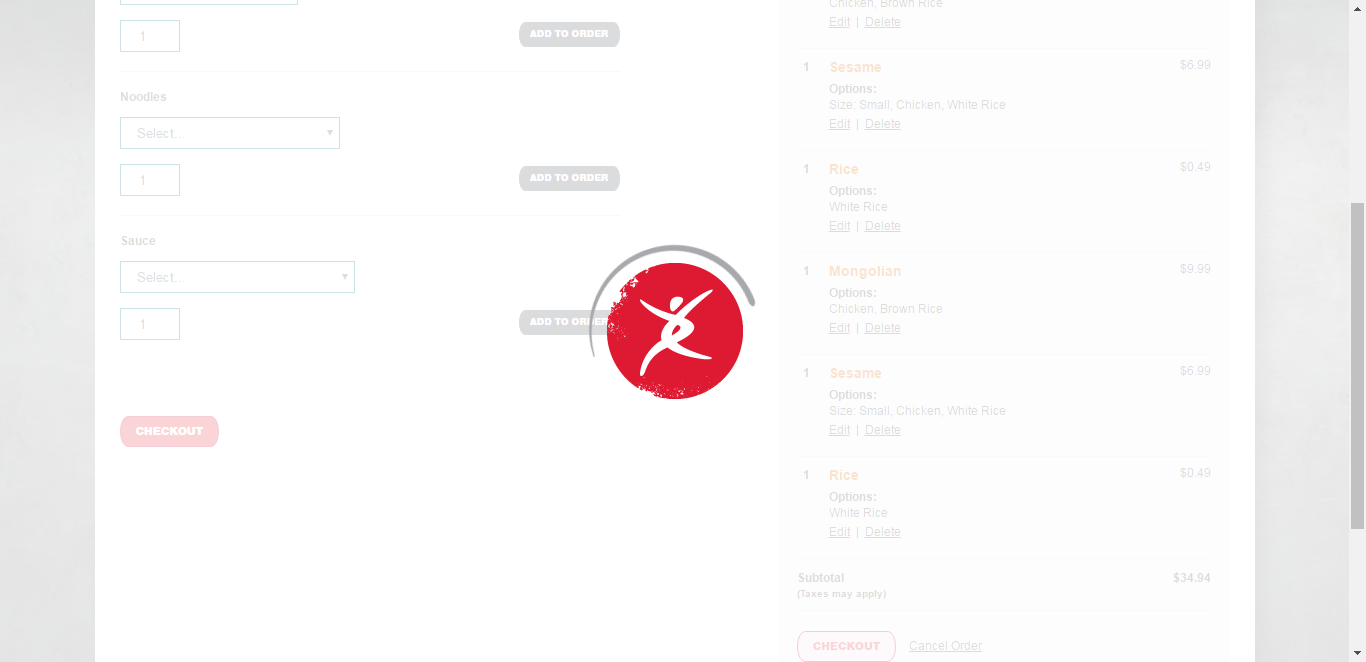 1
ADD TO ORDER
Noodles
Select...
1
ADD TO ORDER
Sauce
Select...
1
ADD TO ORDER
CHECKOUT
Chicken, Brown Rice
Edit | Delete
1 Sesame $6.99
Options:
Size: Small, Chicken, White Rice
Edit | Delete
1 Rice $0.49
Options:
White Rice
Edit | Delete
1 Mongolian $9.99
Options:
Chicken, Brown Rice
Edit | Delete
1 Sesame $6.99
Options:
Size: Small, Chicken, White Rice
Edit | Delete
1 Rice $0.49
Options:
White Rice
Edit | Delete
Subtotal $34.94
(Taxes may apply)
CHECKOUT Cancel Order